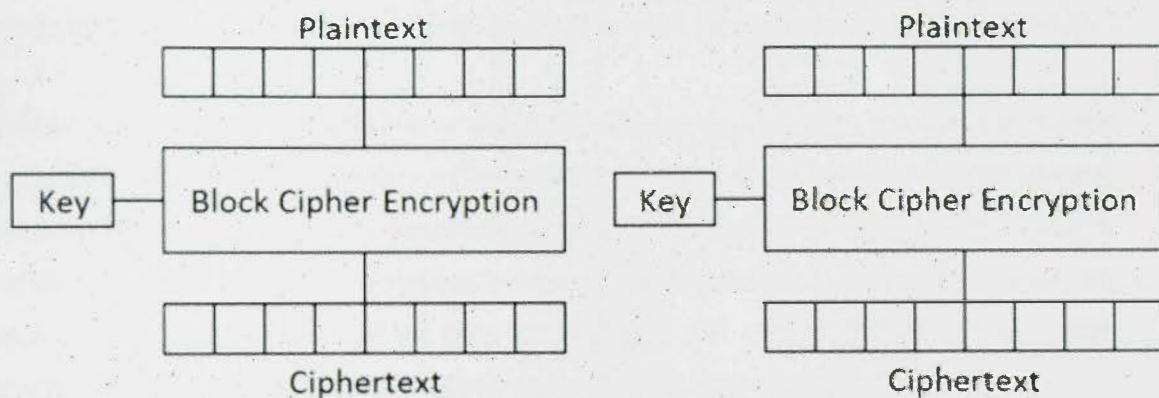 Plaintext
Key
Block Cipher Encryption
Ciphertext
Plaintext
Key
Block Cipher Encryption
Ciphertext